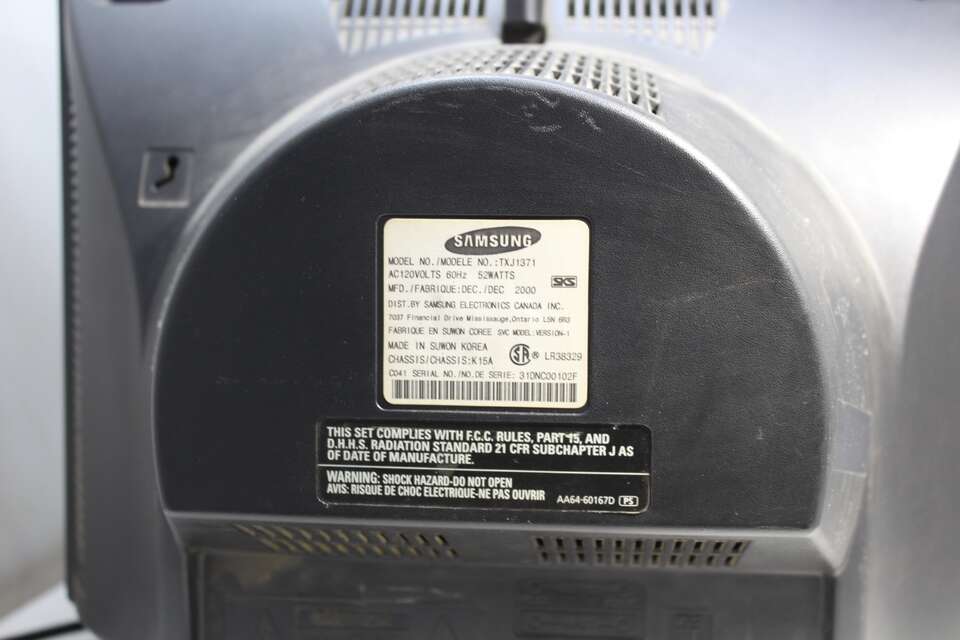 SAMSUNG
MODEL NO./MODELE NO.:TXJ1371
AC120VOLTS 60Hz 52WATTS
SKS
MFD./FABRIQUE:DEC./DEC 2000
DIST.BY SAMSUNG ELECTRONICS CANADA INC.
7037 Financial Drive Mississauge,Ontario L5N 6R3
FABRIQUE EN SUWON COREE SVC MODEL:VERSION-1
MADE IN SUWON KOREA
SA ® LR38329
CHASSIS/CHASSIS:K15A
C041 SERIAL NO./NO.DE SERIE: 310NC00102F
THIS SET COMPLIES WITH F.C.C. RULES, PART 15, AND
D.H.H.S. RADIATION STANDARD 21 CFR SUBCHAPTER J AS
OF DATE OF MANUFACTURE.
WARNING: SHOCK HAZARD-DO NOT OPEN
AVIS: RISQUE DE CHOC ELECTRIQUE-NE PAS OUVRIR
AA64-60167D PS